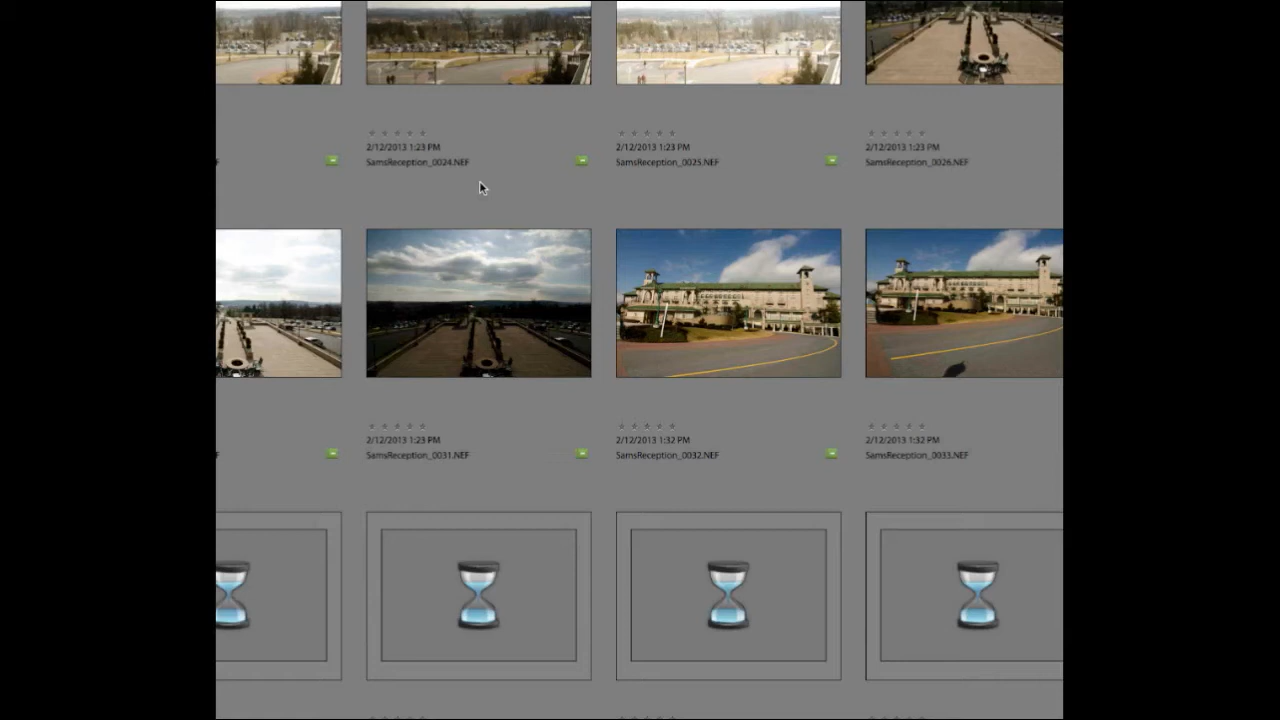 2/12/2013 1:23 PM
SamsReception_0024.NEF
2/12/2013 1:23 PM
SamsReception_0025.NEF
2/12/2013 1:23 PM
SamsReception_0026.NEF
2/12/2013 1:23 PM
SamsReception_0031.NEF
2/12/2013 1:32 PM
SamsReception_0032.NEF
2/12/2013 1:32 PM
SamsReception_0033.NEF